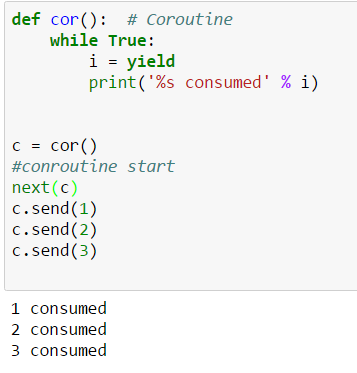 def cor():  # Coroutine
    while True:
        i = yield
        print('%s consumed' % i)
c = cor()
#conroutine start
next(c)
c.send(1)
c.send(2)
c.send(3)
1 consumed
2 consumed
3 consumed